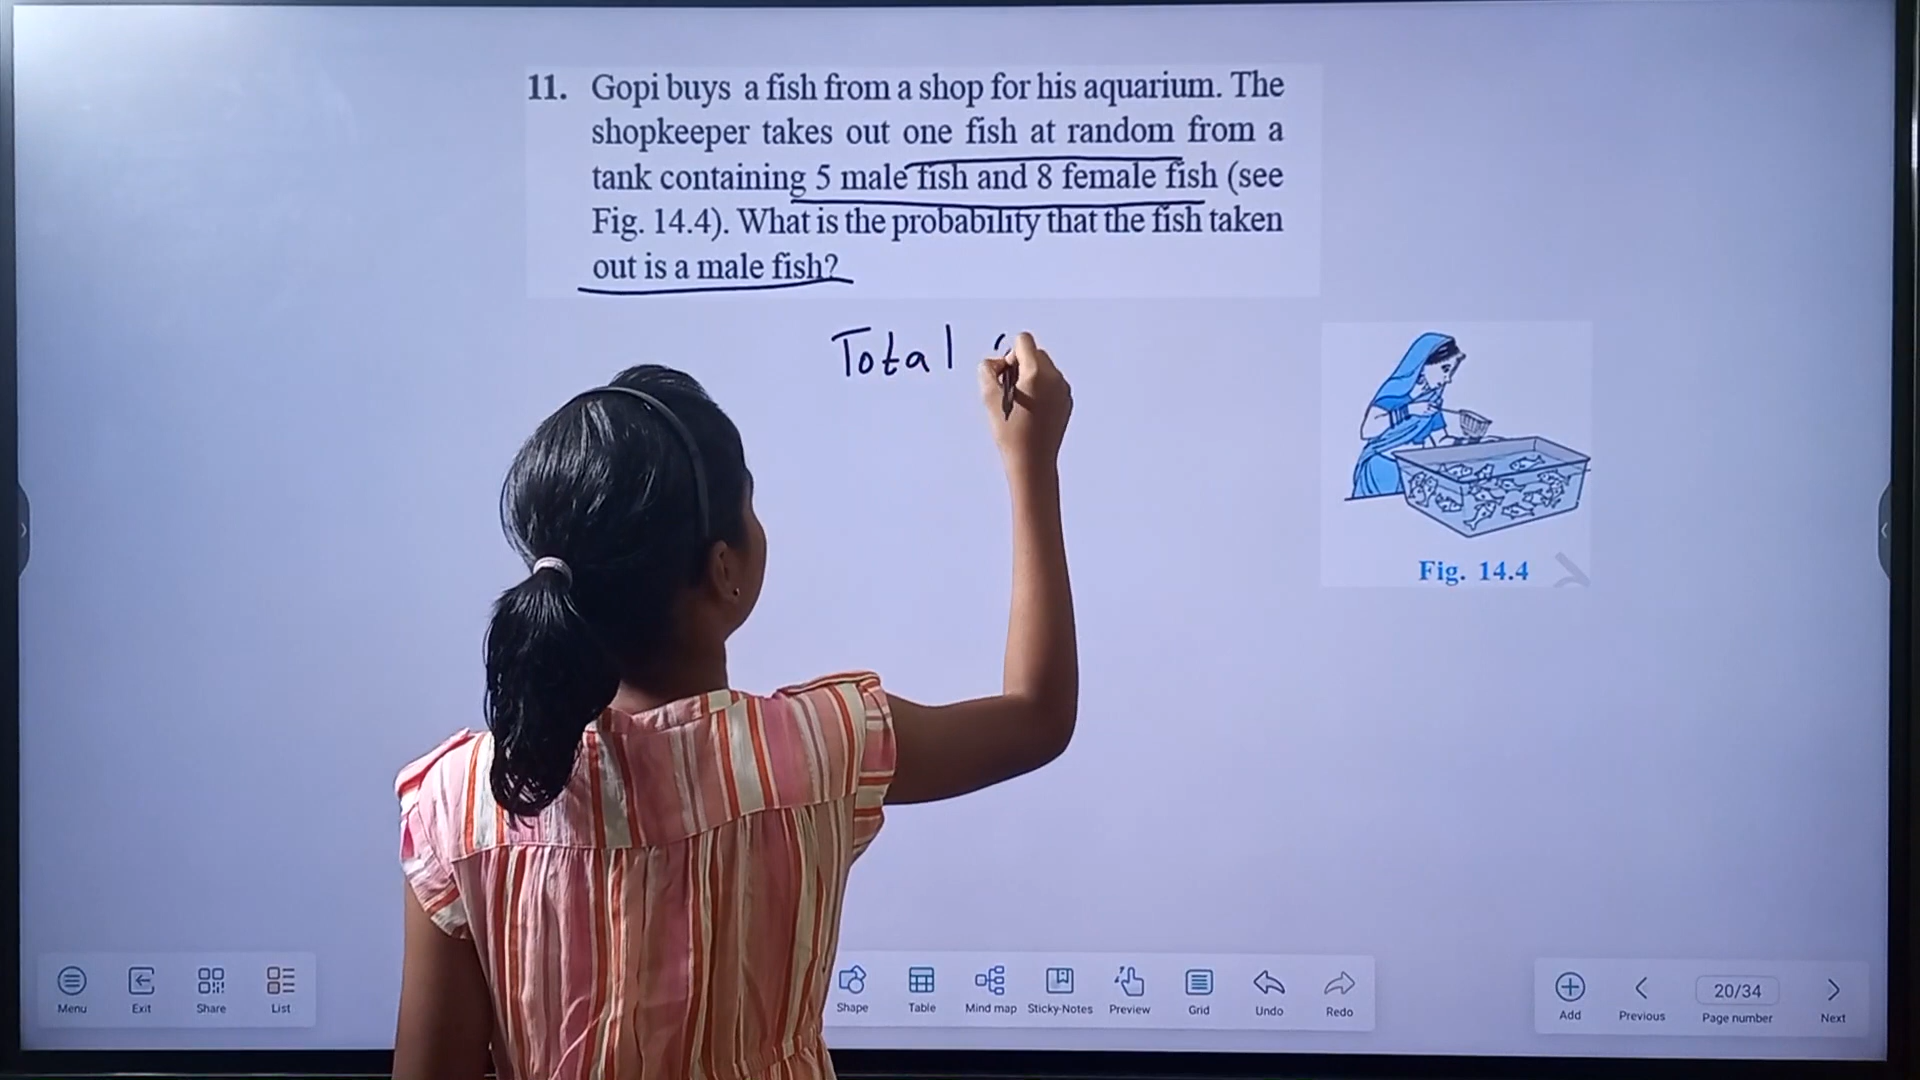 11. Gopi buys a fish from a shop for his aquarium. The
shopkeeper takes out one fish at random from a
tank containing 5 male fish and 8 female fish (see
Fig. 14.4). What is the probability that the fish taken
out is a male fish?
Total
Fig. 14.4
Menu
Exit
Share
List
Shape
Table
Mind map
Sticky-Notes
Preview
Grid
Undo
Redo
Add
Previous
20/34
Page number
Next